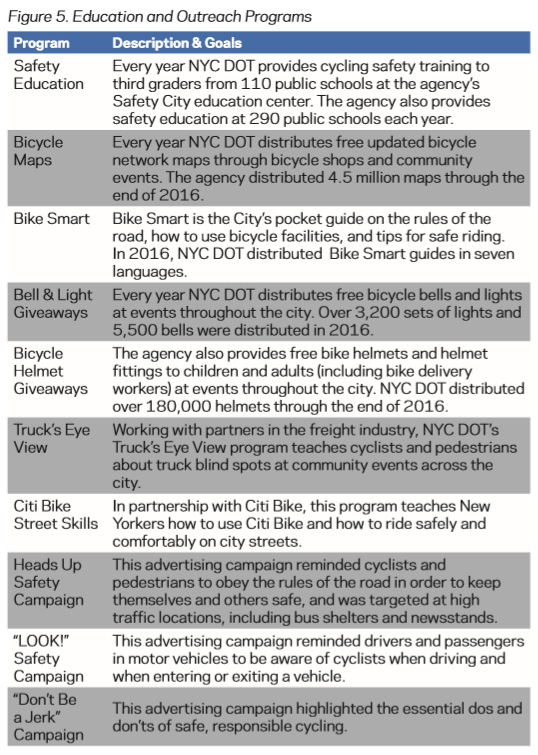 Figure 5. Education and Outreach Programs
Program Description & Goals
Safety Every year NYC DOT provides cycling safety training to
Education third graders from 110 public schools at the agency's
Safety City education center. The agency also provides
safety education at 290 public schools each year.
Bicycle Every year NYC DOT distributes free updated bicycle
Maps network maps through bicycle shops and community
events. The agency distributed 4.5 million maps through the
end of 2016.
Bike Smart Bike Smart is the City's pocket guide on the rules of the
road, how to use bicycle facilities, and tips for safe riding.
In 2016, NYC DOT distributed Bike Smart guides in seven
languages.
Bell & Light Every year NYC DOT distributes free bicycle bells and lights
Giveaways at events throughout the city. Over 3,200 sets of lights and
5,500 bells were distributed in 2016.
Bicycle The agency also provides free bike helmets and helmet
Helmet fittings to children and adults (including bike delivery
Giveaways workers) at events throughout the city. NYC DOT distributed
over 180,000 helmets through the end of 2016.
Truck's Eye Working with partners in the freight industry, NYC DOT's
View Truck's Eye View program teaches cyclists and pedestrians
about truck blind spots at community events across the
city.
Citi Bike In partnership with Citi Bike, this program teaches New
Street Skills Yorkers how to use Citi Bike and how to ride safely and
comfortably on city streets.
Heads Up This advertising campaign reminded cyclists and
Safety pedestrians to obey the rules of the road in order to keep
Campaign themselves and others safe, and was targeted at high
traffic locations, including bus shelters and newsstands.
"LOOK!" This advertising campaign reminded drivers and passengers
Safety in motor vehicles to be aware of cyclists when driving and
Campaign when entering or exiting a vehicle.
"Don't Be
a Jerk" This advertising campaign highlighted the essential dos and
Campaign don'ts of safe, responsible cycling.